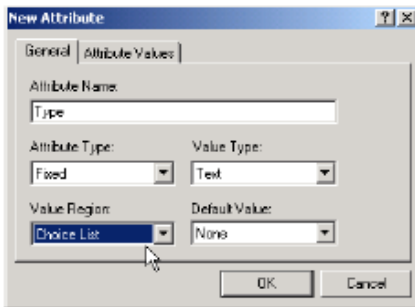 New Attribute
General Attribute Values
Attribute Name:
Type
Attribute Type: Value Type:
Fixed Text
Value Region: Default Value:
Choice List None
OK Cancel